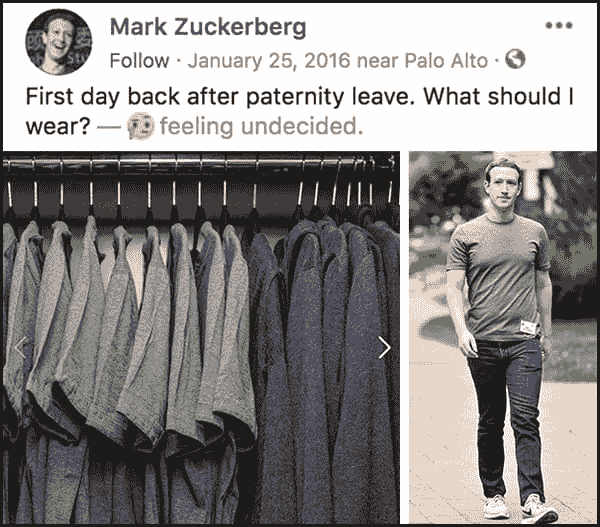 Mark Zuckerberg
Follow · January 25, 2016 near Palo Alto ·
First day back after paternity leave. What should I
wear? — feeling undecided.